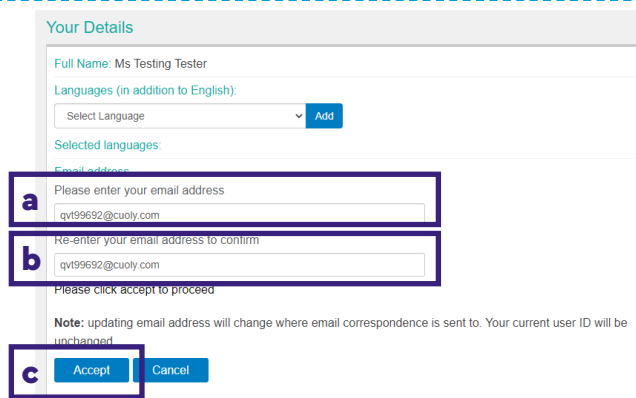 Your Details
Full Name: Ms Testing Tester
Languages (in addition to English):
Select Language
Add
Selected languages:
Email address
a
Please enter your email address
qvt99692@cuoly.com
b
Re-enter your email address to confirm
qvt99692@cuoly.com
Please click accept to proceed
Note: updating email address will change where email correspondence is sent to. Your current user ID will be
unchanged
c
Accept
Cancel